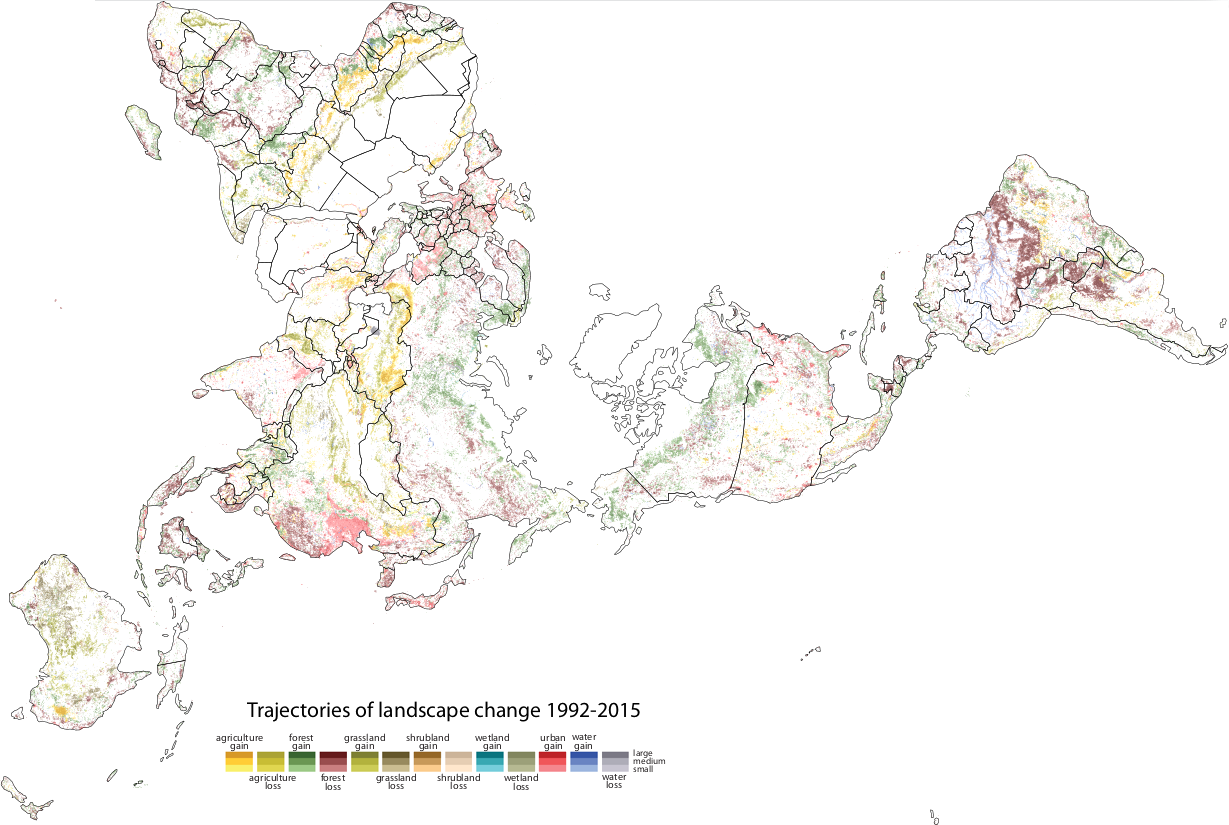 Trajectories of landscape change 1992-2015
agriculture gain
forest gain
grassland gain
shrubland gain
wetland gain
urban gain
water gain
large
medium
small
agriculture loss
forest loss
grassland loss
shrubland loss
wetland loss
water loss